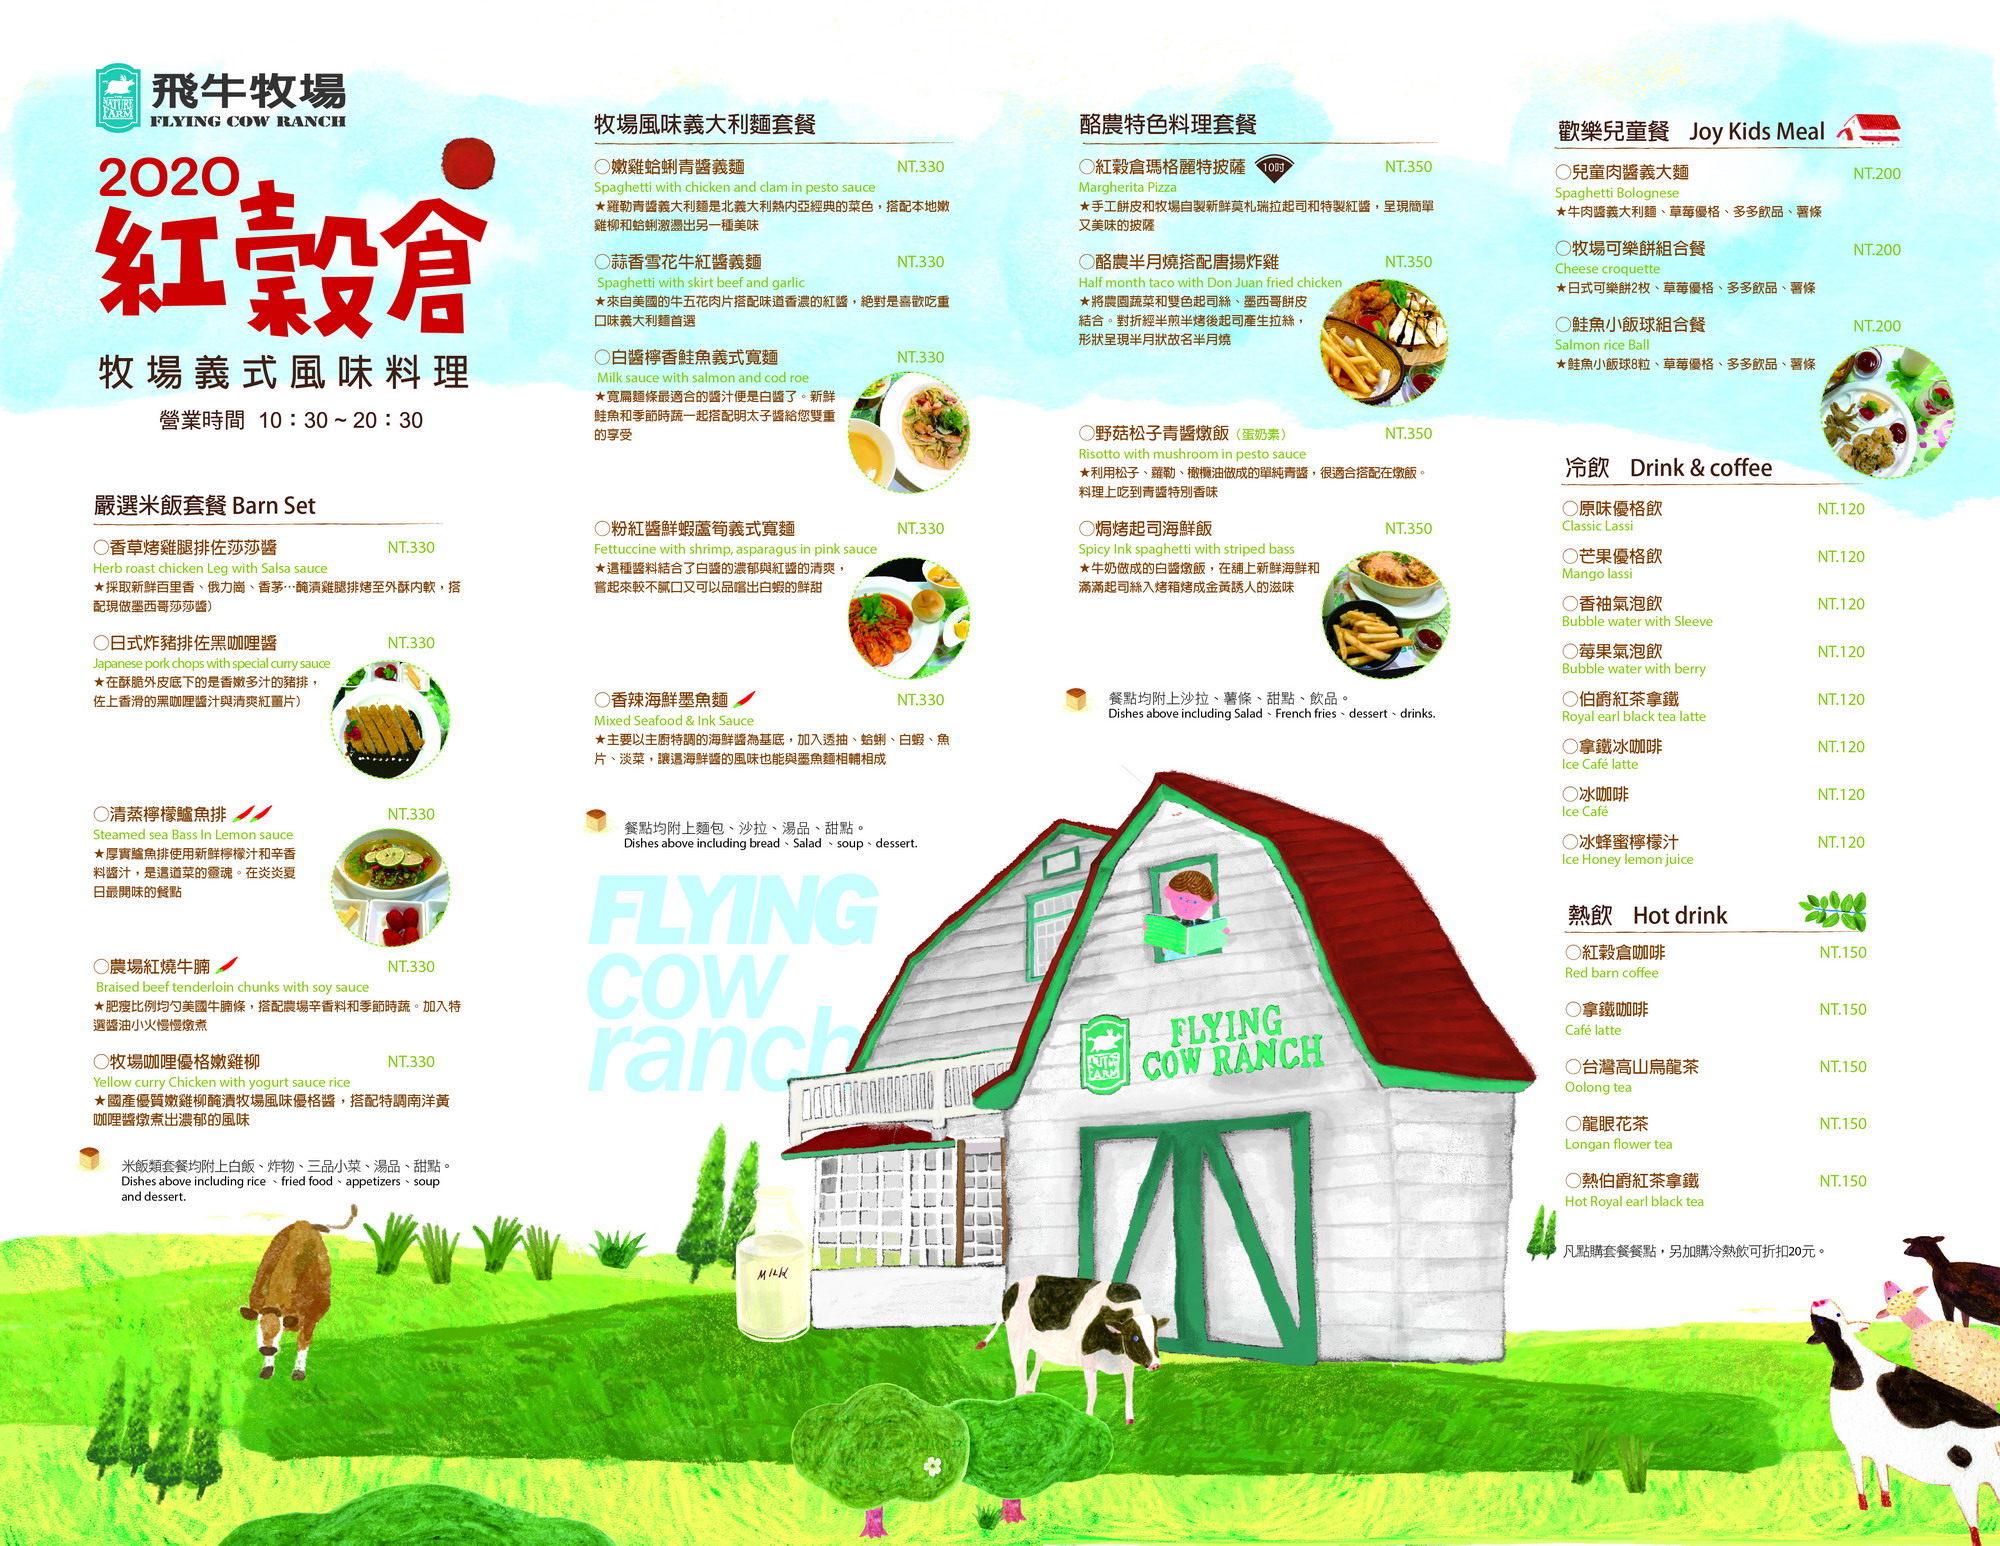 飛牛牧場
FLYING COW RANCH
NATURE
FARM
2020
紅穀倉
牧場義式風味料理
營業時間 10：30 ~ 20：30
嚴選米飯套餐 Barn Set
○香草烤雞腿排佐莎莎醬 NT.330
Herb roast chicken Leg with Salsa sauce
★採取新鮮百里香、俄力崗、香茅…醃漬雞腿排烤至外酥內軟，搭
配現做墨西哥莎莎醬）
○日式炸豬排佐黑咖哩醬 NT.330
Japanese pork chops with special curry sauce
★在酥脆外皮底下的是香嫩多汁的豬排，
佐上香滑的黑咖哩醬汁與清爽紅薑片）
○清蒸檸檬鱸魚排 NT.330
Steamed sea Bass In Lemon sauce
★厚實鱸魚排使用新鮮檸檬汁和辛香
料醬汁，是這道菜的靈魂。在炎炎夏
日最開味的餐點
○農場紅燒牛腩 NT.330
Braised beef tenderloin chunks with soy sauce
★肥瘦比例均勻美國牛腩條，搭配農場辛香料和季節時蔬。加入特
選醬油小火慢慢燉煮
○牧場咖哩優格嫩雞柳 NT.330
Yellow curry Chicken with yogurt sauce rice
★國產優質嫩雞柳醃漬牧場風味優格醬，搭配特調南洋黃
咖哩醬燉煮出濃郁的風味
米飯類套餐均附上白飯、炸物、三品小菜、湯品、甜點。
Dishes above including rice、fried food、appetizers、soup
and dessert.
牧場風味義大利麵套餐
○嫩雞蛤蜊青醬義麵 NT.330
Spaghetti with chicken and clam in pesto sauce
★羅勒青醬義大利麵是北義大利熱內亞經典的菜色，搭配本地嫩
雞柳和蛤蜊激盪出另一種美味
○蒜香雪花牛紅醬義麵 NT.330
Spaghetti with skirt beef and garlic
★來自美國的牛五花肉片搭配味道香濃的紅醬，絕對是喜歡吃重
口味義大利麵首選
○白醬檸香鮭魚義式寬麵 NT.330
Milk sauce with salmon and cod roe
★寬扁麵條最適合的醬汁便是白醬了。新鮮
鮭魚和季節時蔬一起搭配明太子醬給您雙重
的享受
○粉紅醬鮮蝦蘆筍義式寬麵 NT.330
Fettuccine with shrimp, asparagus in pink sauce
★這種醬料結合了白醬的濃郁與紅醬的清爽，
嘗起來較不膩口又可以品嚐出白蝦的鮮甜
○香辣海鮮墨魚麵 NT.330
Mixed Seafood & Ink Sauce
★主要以主廚特調的海鮮醬為基底，加入透抽、蛤蜊、白蝦、魚
片、淡菜，讓這海鮮醬的風味也能與墨魚麵相輔相成
餐點均附上麵包、沙拉、湯品、甜點。
Dishes above including bread、Salad 、soup、dessert.
FLYING
COW
ranch
酪農特色料理套餐
○紅穀倉瑪格麗特披薩 10吋 NT.350
Margherita Pizza
★手工餅皮和牧場自製新鮮莫札瑞拉起司和特製紅醬，呈現簡單
又美味的披薩
○酪農半月燒搭配唐揚炸雞 NT.350
Half month taco with Don Juan fried chicken
★將農園蔬菜和雙色起司絲、墨西哥餅皮
結合。對折經半煎半烤後起司產生拉絲，
形狀呈現半月狀故名半月燒
○野菇松子青醬燉飯（蛋奶素） NT.350
Risotto with mushroom in pesto sauce
★利用松子、蘿勒、橄欖油做成的單純青醬，很適合搭配在燉飯。
料理上吃到青醬特別香味
○焗烤起司海鮮飯 NT.350
Spicy Ink spaghetti with striped bass
★牛奶做成的白醬燉飯，在舖上新鮮海鮮和
滿滿起司絲入烤箱烤成金黃誘人的滋味
餐點均附上沙拉、薯條、甜點、飲品。
Dishes above including Salad、French fries、dessert、drinks.
FLYING
COW RANCH
NATURE
FARM
MILK
歡樂兒童餐 Joy Kids Meal
○兒童肉醬義大麵 NT.200
Spaghetti Bolognese
★牛肉醬義大利麵、草莓優格、多多飲品、薯條
○牧場可樂餅組合餐 NT.200
Cheese croquette
★日式可樂餅2枚、草莓優格、多多飲品、薯條
○鮭魚小飯球組合餐 NT.200
Salmon rice Ball
★鮭魚小飯球8粒、草莓優格、多多飲品、薯條
冷飲 Drink & coffee
○原味優格飲 NT.120
Classic Lassi
○芒果優格飲 NT.120
Mango lassi
○香袖氣泡飲 NT.120
Bubble water with Sleeve
○莓果氣泡飲 NT.120
Bubble water with berry
○伯爵紅茶拿鐵 NT.120
Royal earl black tea latte
○拿鐵冰咖啡 NT.120
Ice Café latte
○冰咖啡 NT.120
Ice Café
○冰蜂蜜檸檬汁 NT.120
Ice Honey lemon juice
熱飲 Hot drink
○紅穀倉咖啡 NT.150
Red barn coffee
○拿鐵咖啡 NT.150
Café latte
○台灣高山烏龍茶 NT.150
Oolong tea
○龍眼花茶 NT.150
Longan flower tea
○熱伯爵紅茶拿鐵 NT.150
Hot Royal earl black tea
凡點購套餐餐點，另加購冷熱飲可折扣20元。